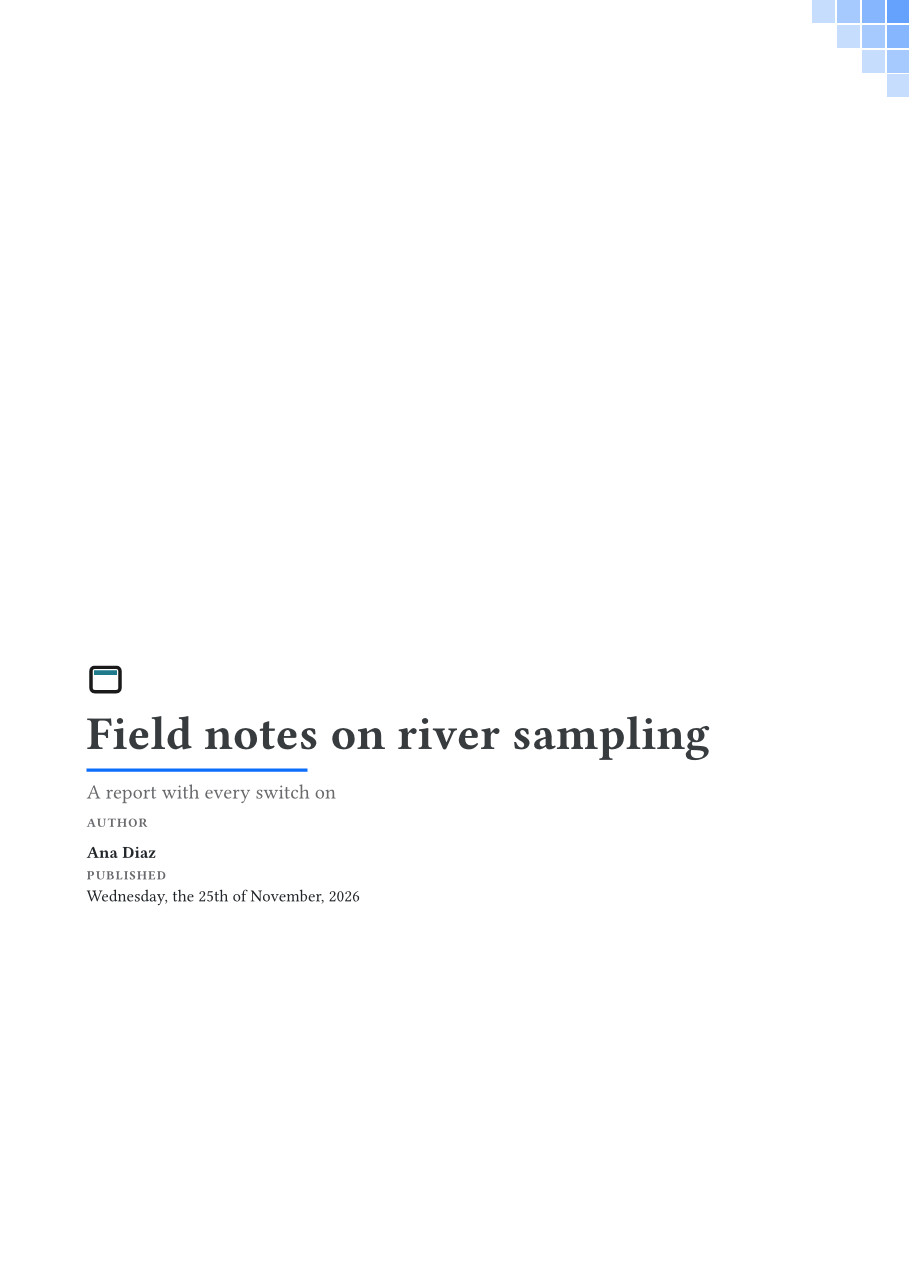 Field notes on river sampling
A report with every switch on
AUTHOR
Ana Diaz
PUBLISHED
Wednesday, the 25th of November, 2026